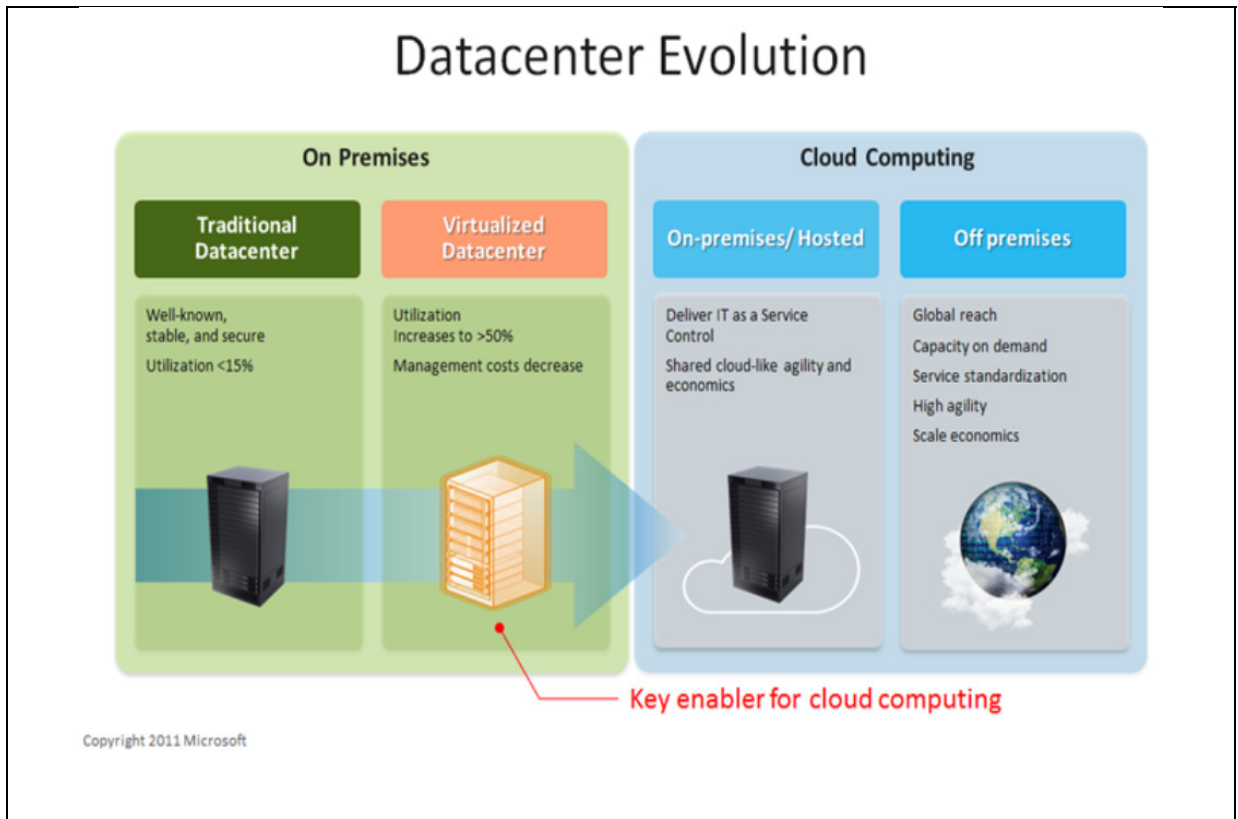 Datacenter Evolution
On Premises
Traditional
Datacenter
Well-known,
stable, and secure
Utilization <15%
Virtualized
Datacenter
Utilization
Increases to >50%
Management costs decrease
Cloud Computing
On-premises/ Hosted
Deliver IT as a Service
Control
Shared cloud-like agility and
economics
Off premises
Global reach
Capacity on demand
Service standardization
High agility
Scale economics
Key enabler for cloud computing
Copyright 2011 Microsoft